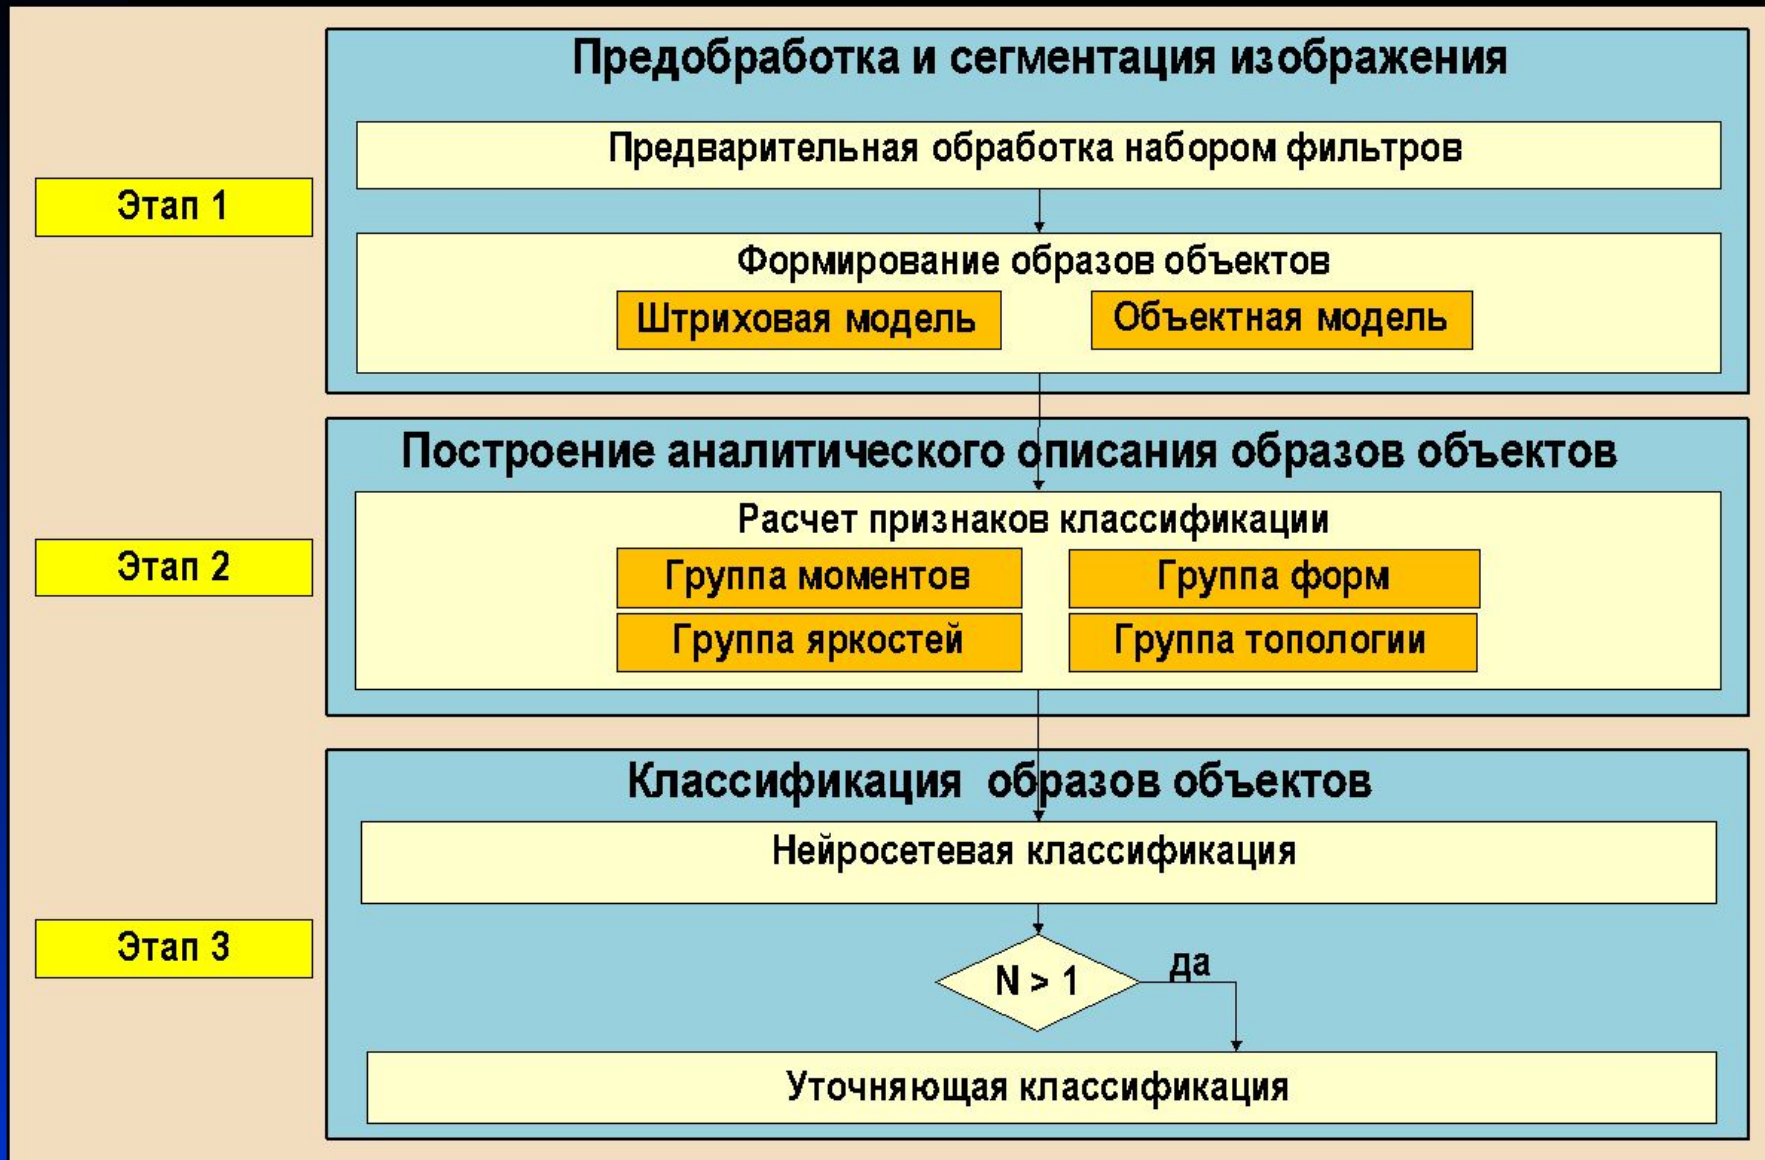 Предобработка и сегментация изображения
Предварительная обработка набором фильтров
Этап 1
Формирование образов объектов
Штриховая модель
Объектная модель
Построение аналитического описания образов объектов
Расчет признаков классификации
Этап 2
Группа моментов
Группа форм
Группа яркостей
Группа топологии
Классификация образов объектов
Нейросетевая классификация
Этап 3
N > 1
да
Уточняющая классификация